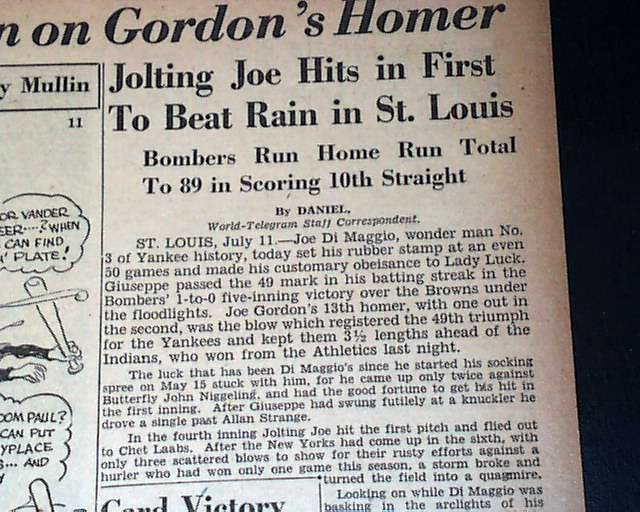 n on Gordon's Homer
y Mullin
11
OR VANDER
EER....? WHEN
CAN FIND
N' PLATE!
OOM PAUL?
CAN PUT
YPLACE
S... AND
Card Victory
Jolting Joe Hits in First
To Beat Rain in St. Louis
Bombers Run Home Run Total
To 89 in Scoring 10th Straight
By DANIEL,
World-Telegram Staff Correspondent.
ST. LOUIS, July 11.—Joe Di Maggio, wonder man No.
3 of Yankee history, today set his rubber stamp at an even
50 games and made his customary obeisance to Lady Luck.
Giuseppe passed the 49 mark in his batting streak in the
Bombers' 1-to-0 five-inning victory over the Browns under
the floodlights. Joe Gordon's 13th homer, with one out in
the second, was the blow which registered the 49th triumph
for the Yankees and kept them 3½ lengths ahead of the
Indians, who won from the Athletics last night.
The luck that has been Di Maggio's since he started his socking
spree on May 15 stuck with him, for he came up only twice against
Butterfly John Niggeling, and had the good fortune to get his hit in
the first inning. After Giuseppe had swung futilely at a knuckler he
drove a single past Allan Strange.
In the fourth inning Jolting Joe hit the first pitch and flied out
to Chet Laabs. After the New Yorks had come up in the sixth, with
only three scattered blows to show for their rusty efforts against a
hurler who had won only one game this season, a storm broke and
turned the field into a quagmire.
Looking on while Di Maggio was
basking in the arclights of his